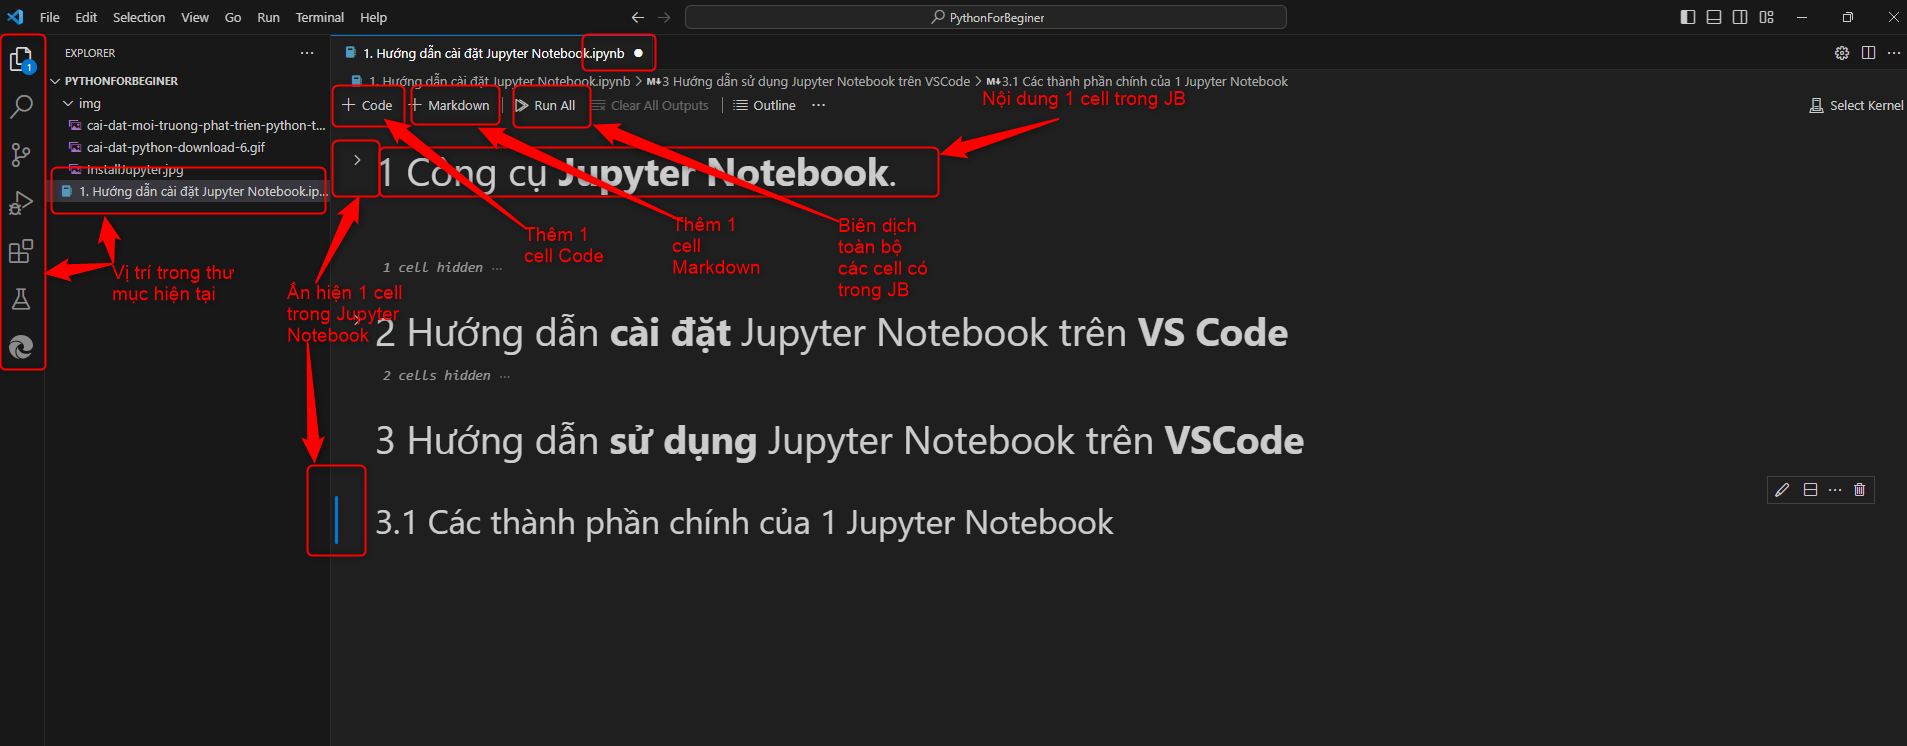 File Edit Selection View Go Run Terminal Help
PythonForBeginer
EXPLORER
PYTHONFORBEGINER
img
cai-dat-moi-truong-phat-trien-python-t...
cai-dat-python-download-6.gif
installJupyter.jpg
1. Hướng dẫn cài đặt Jupyter Notebook.ip...
1
Vị trí trong thư
mục hiện tại
1. Hướng dẫn cài đặt Jupyter Notebook.ipynb
1. Hướng dẫn cài đặt Jupyter Notebook.ipynb > M↓3 Hướng dẫn sử dụng Jupyter Notebook trên VSCode > M↓3.1 Các thành phần chính của 1 Jupyter Notebook
+ Code + Markdown Run All Clear All Outputs Outline ...
Select Kernel
Nội dung 1 cell trong JB
1 Công cụ Jupyter Notebook.
Thêm 1
cell Code
Thêm 1
cell
Markdown
Biên dịch
toàn bộ
các cell có
trong JB
1 cell hidden ...
Ẩn hiện 1 cell
trong Jupyter
Notebook
2 Hướng dẫn cài đặt Jupyter Notebook trên VS Code
2 cells hidden ...
3 Hướng dẫn sử dụng Jupyter Notebook trên VSCode
3.1 Các thành phần chính của 1 Jupyter Notebook